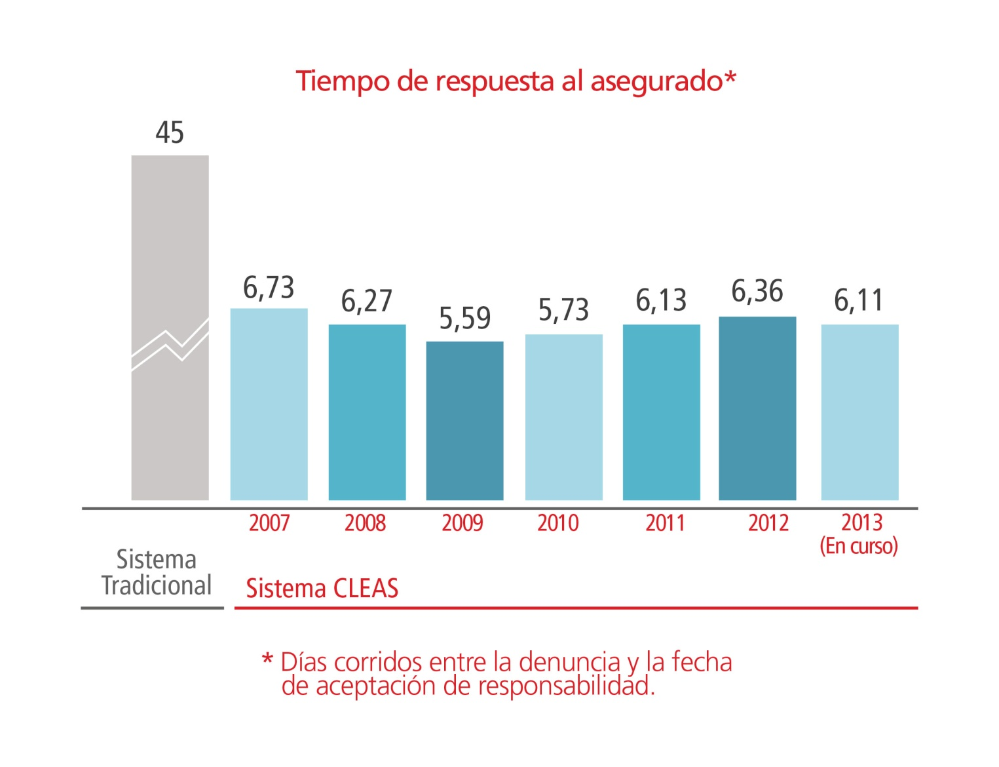 Tiempo de respuesta al asegurado*
45
6,73
6,27
5,59
5,73
6,13
6,36
6,11
2007
2008
2009
2010
2011
2012
2013
(En curso)
Sistema
Tradicional
Sistema CLEAS
* Días corridos entre la denuncia y la fecha
de aceptación de responsabilidad.